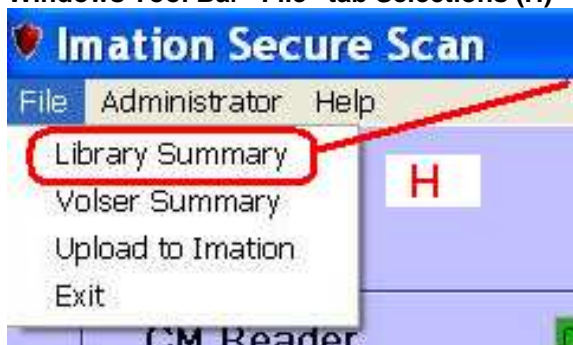 Windows Tool Bar "File" tab Selections (H)
Imation Secure Scan
File Administrator Help
Library Summary
H
Volser Summary
Upload to Imation
Exit
CM Reader